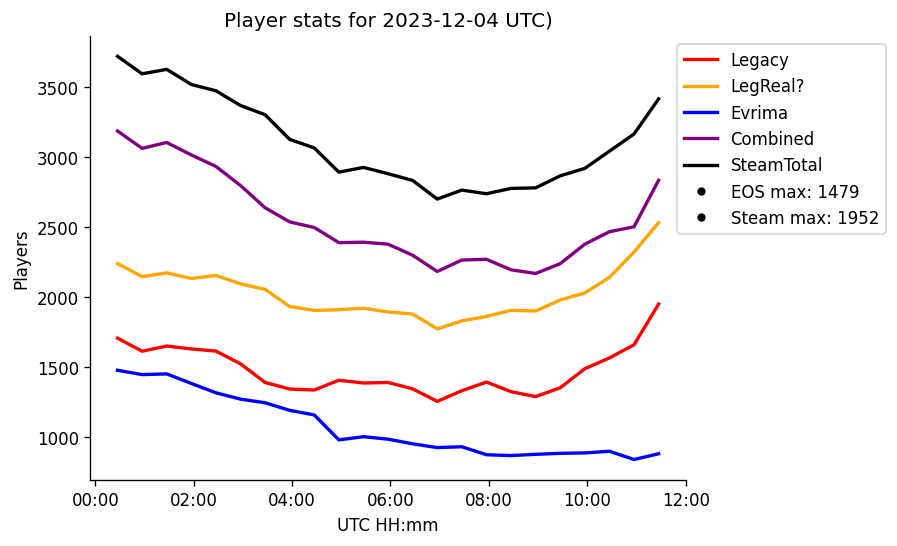 Player stats for 2023-12-04 UTC)
Legacy
LegReal?
Evrima
Combined
SteamTotal
EOS max: 1479
Steam max: 1952
Players
3500
3000
2500
2000
1500
1000
00:00 02:00 04:00 06:00 08:00 10:00 12:00
UTC HH:mm